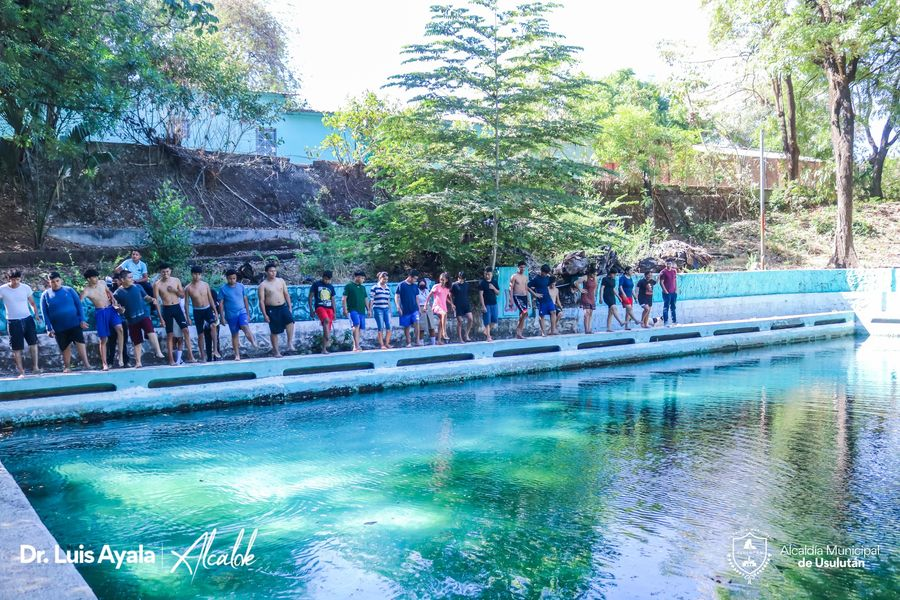 Dr. Luis Ayala | Alcalde
Alcaldía Municipal
de Usulután